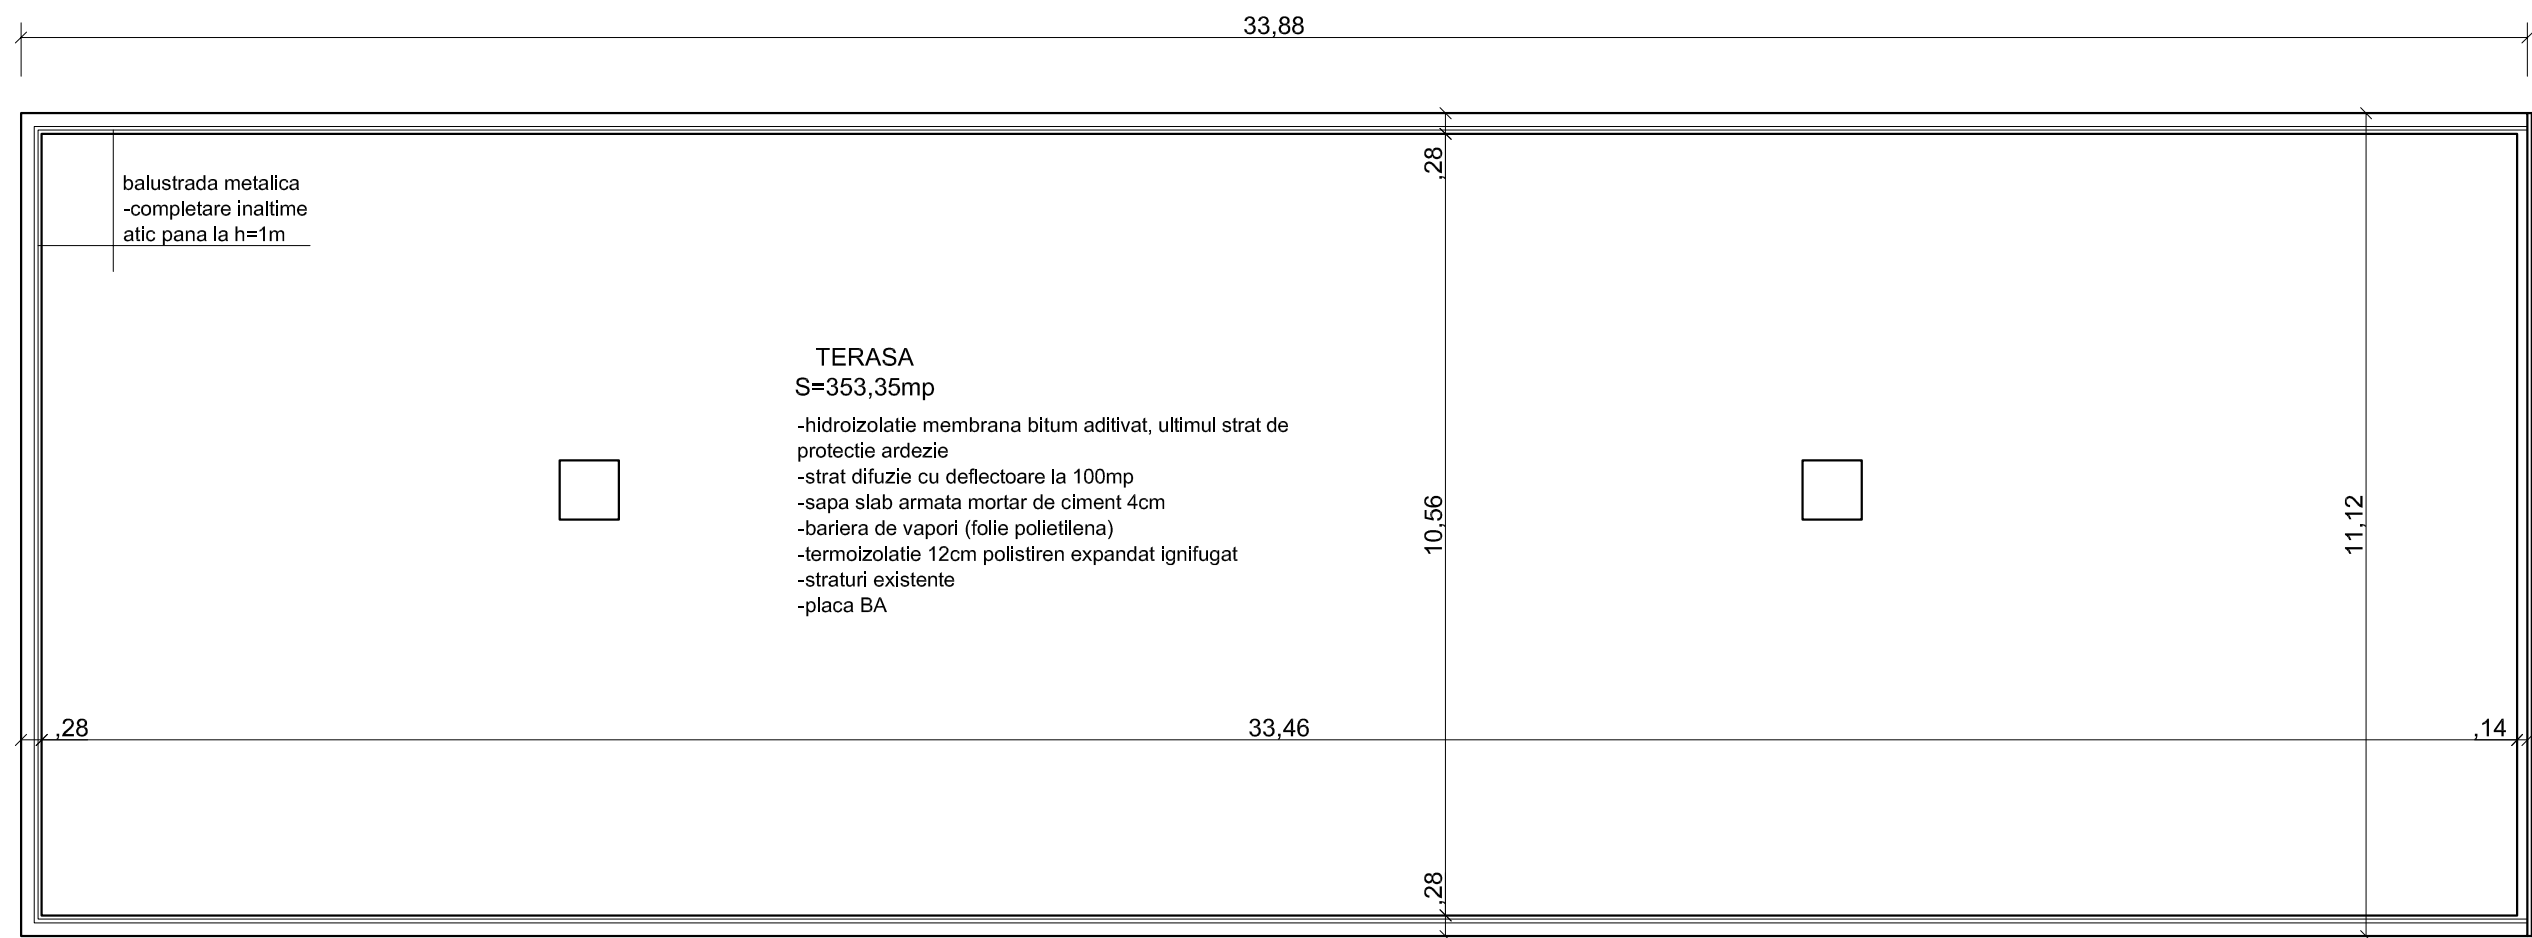 33,88
,28
balustrada metalica
-completare inaltime
atic pana la h=1m
TERASA
S=353,35mp
-hidroizolatie membrana bitum aditivat, ultimul strat de
protectie ardezie
-strat difuzie cu deflectoare la 100mp
-sapa slab armata mortar de ciment 4cm
-bariera de vapori (folie polietilena)
-termoizolatie 12cm polistiren expandat ignifugat
-straturi existente
-placa BA
10,56
11,12
,28
33,46
,14
,28